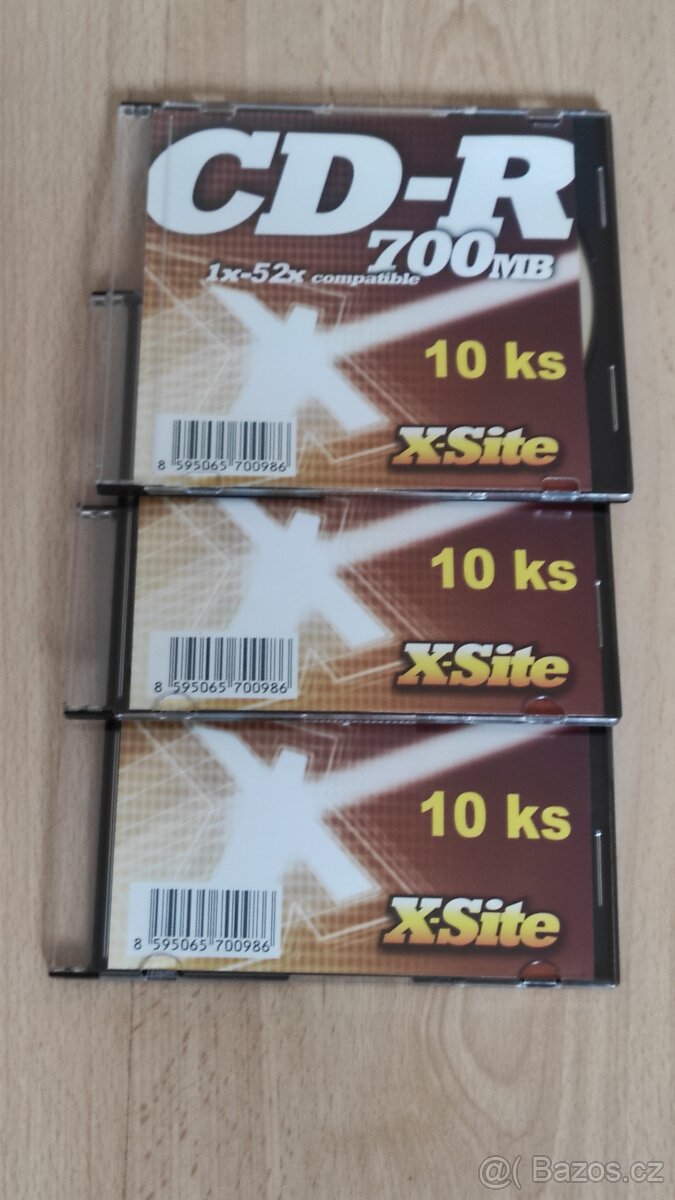 CD-R
700MB
1x-52x compatible
10 ks
X-Site
8 595065 700986
10 ks
X-Site
8 595065 700986
10 ks
X-Site
8 595065 700986
@( Bazos.cz